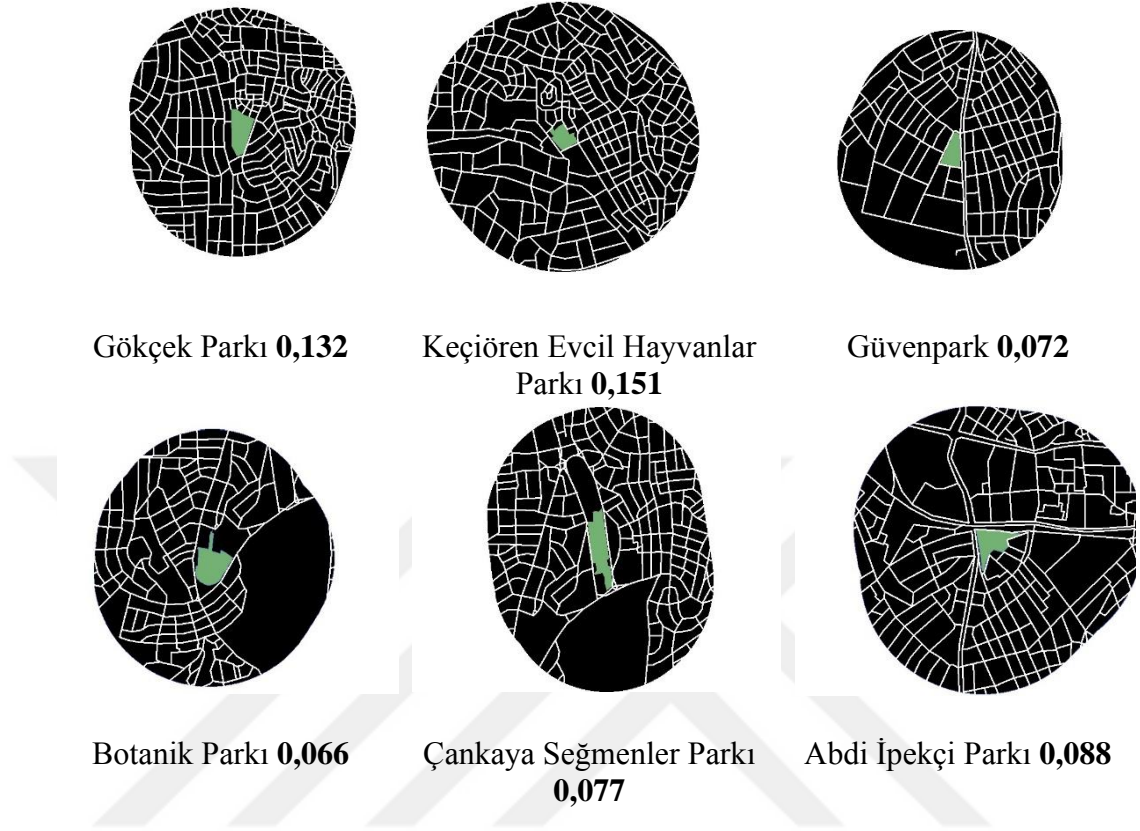 Gökçek Parkı 0,132
Keçiören Evcil Hayvanlar
Parkı 0,151
Güvenpark 0,072
Botanik Parkı 0,066
Çankaya Seğmenler Parkı
0,077
Abdi İpekçi Parkı 0,088